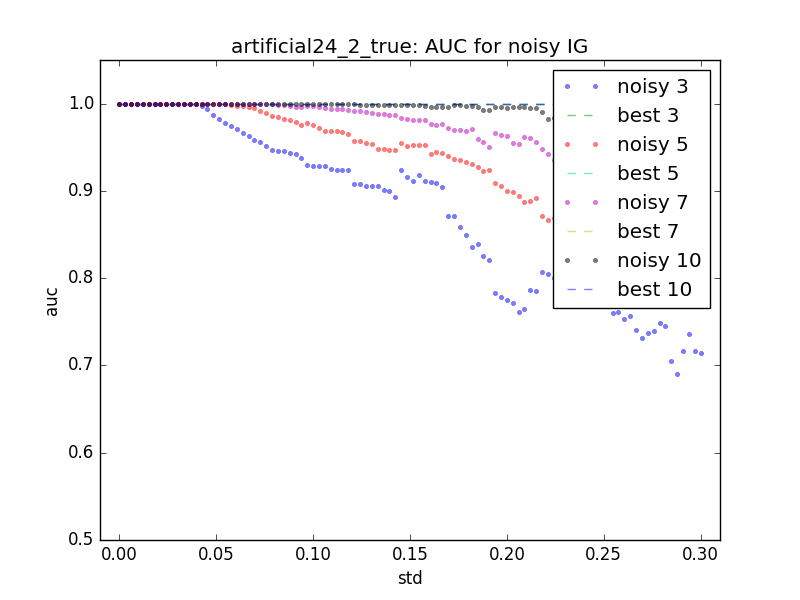 artificial24_2_true: AUC for noisy IG
noisy 3
best 3
noisy 5
best 5
noisy 7
best 7
noisy 10
best 10
1.0
0.9
0.8
0.7
0.6
0.5
auc
0.00 0.05 0.10 0.15 0.20 0.25 0.30
std